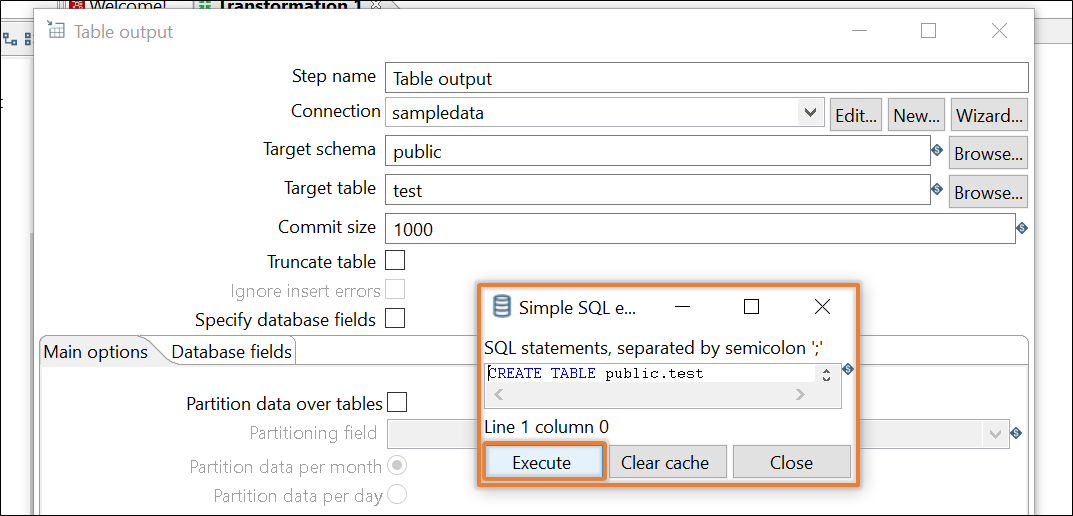 Welcome! Transformation 1
Table output
Step name Table output
Connection sampledata Edit... New... Wizard...
Target schema public Browse...
Target table test Browse...
Commit size 1000
Truncate table
Ignore insert errors
Specify database fields
Main options Database fields
Partition data over tables
Partitioning field
Partition data per month
Partition data per day
Simple SQL e...
SQL statements, separated by semicolon ';'
CREATE TABLE public.test
Line 1 column 0
Execute Clear cache Close